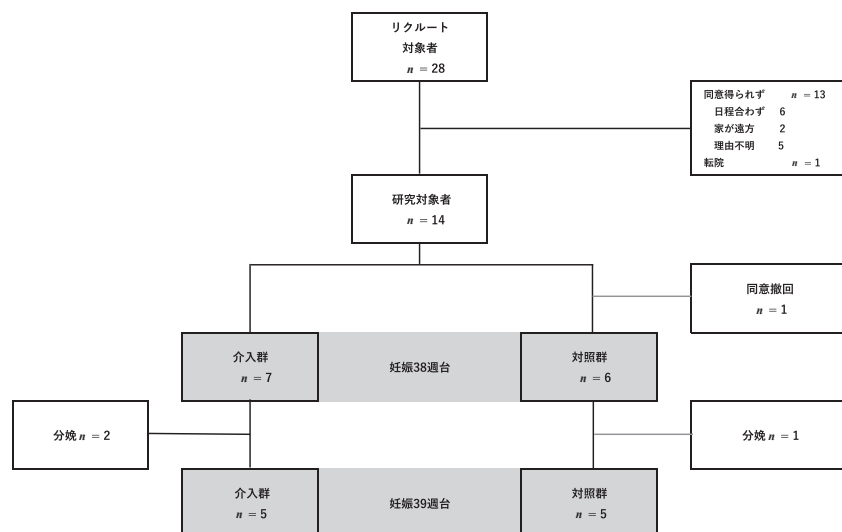 リクルート
対象者
n = 28
同意得られず n = 13
日程合わず 6
家が遠方 2
理由不明 5
転院 n = 1
研究対象者
n = 14
同意撤回
n = 1
介入群
n = 7
妊娠38週台
対照群
n = 6
分娩 n = 2
分娩 n = 1
介入群
n = 5
妊娠39週台
対照群
n = 5